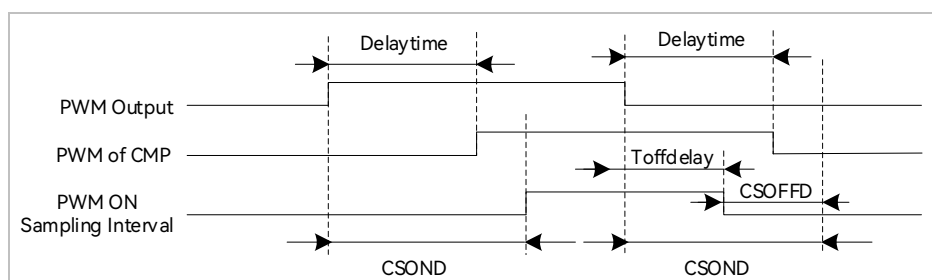 Delaytime
Delaytime
PWM Output
PWM of CMP
Toffdelay
PWM ON
Sampling Interval
CSOFFD
CSOND
CSOND